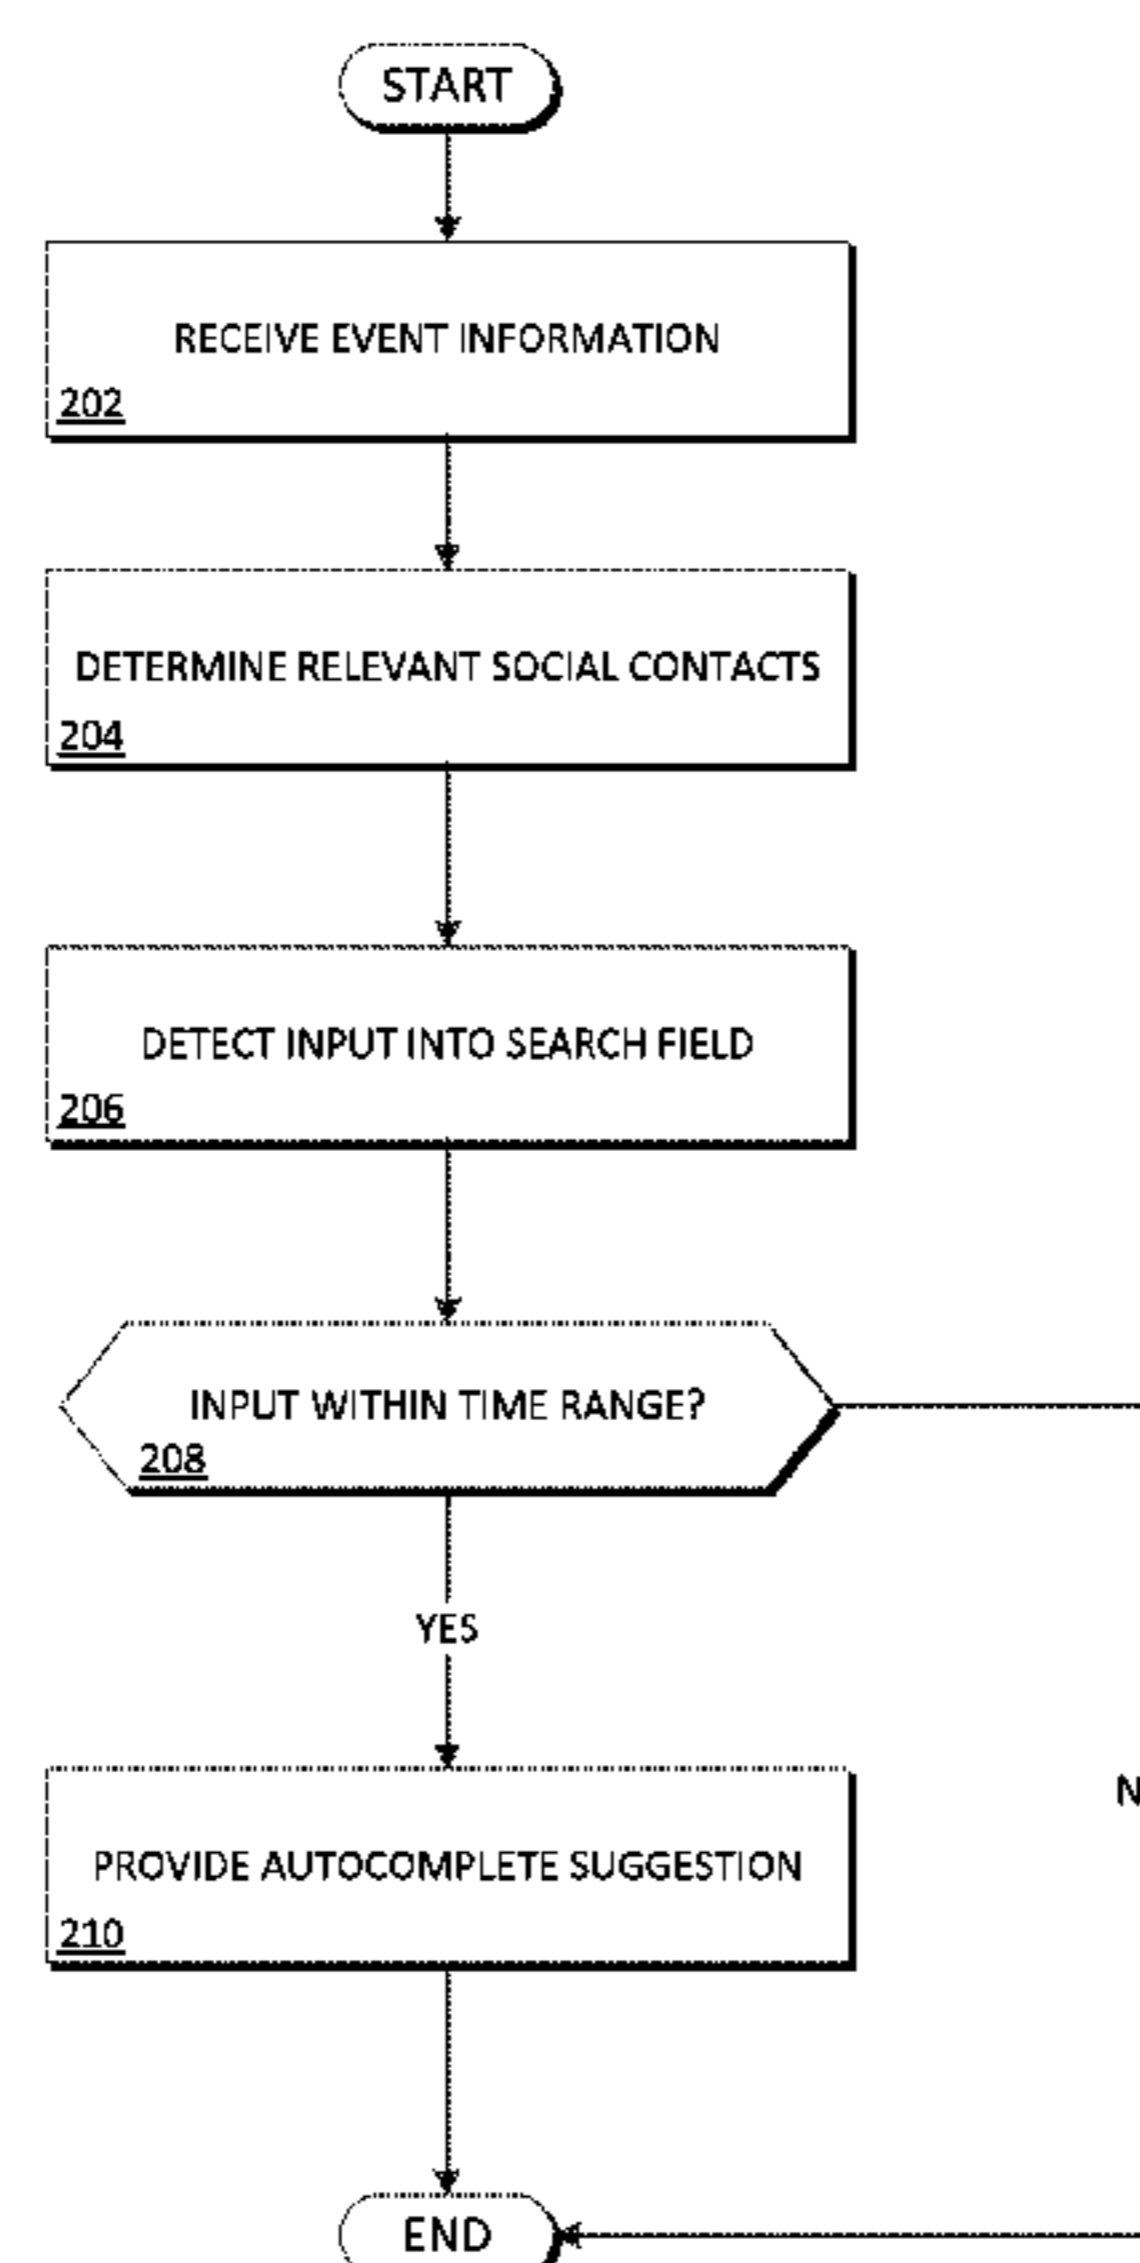 START
RECEIVE EVENT INFORMATION
202
DETERMINE RELEVANT SOCIAL CONTACTS
204
DETECT INPUT INTO SEARCH FIELD
206
INPUT WITHIN TIME RANGE?
208
YES
N
PROVIDE AUTOCOMPLETE SUGGESTION
210
END